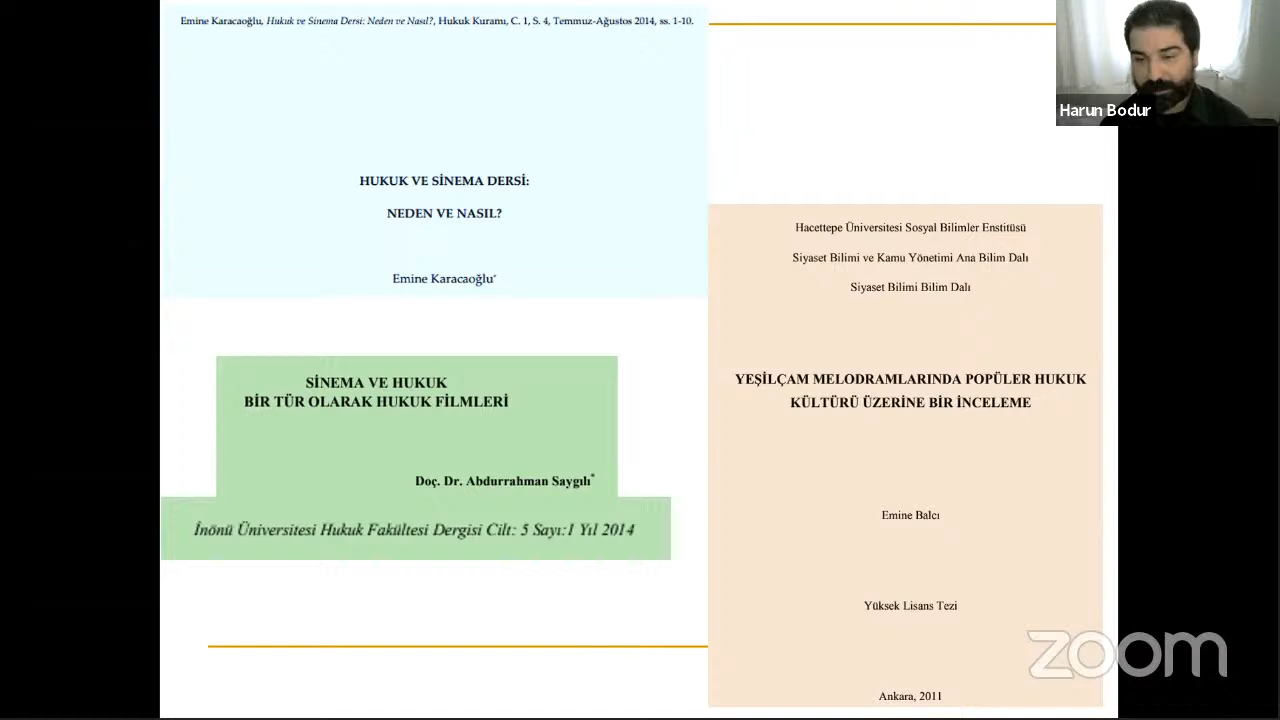 Emine Karacaoğlu, Hukuk ve Sinema Dersi: Neden ve Nasıl?, Hukuk Kuramı, C. 1, S. 4, Temmuz-Ağustos 2014, ss. 1-10.
HUKUK VE SİNEMA DERSİ:
NEDEN VE NASIL?
Emine Karacaoğlu*
SİNEMA VE HUKUK
BİR TÜR OLARAK HUKUK FİLMLERİ
Doç. Dr. Abdurrahman Saygılı*
İnönü Üniversitesi Hukuk Fakültesi Dergisi Cilt: 5 Sayı:1 Yıl 2014
Harun Bodur
Hacettepe Üniversitesi Sosyal Bilimler Enstitüsü
Siyaset Bilimi ve Kamu Yönetimi Ana Bilim Dalı
Siyaset Bilimi Bilim Dalı
YEŞİLÇAM MELODRAMLARINDA POPÜLER HUKUK
KÜLTÜRÜ ÜZERİNE BİR İNCELEME
Emine Balcı
Yüksek Lisans Tezi
Ankara, 2011
zoom